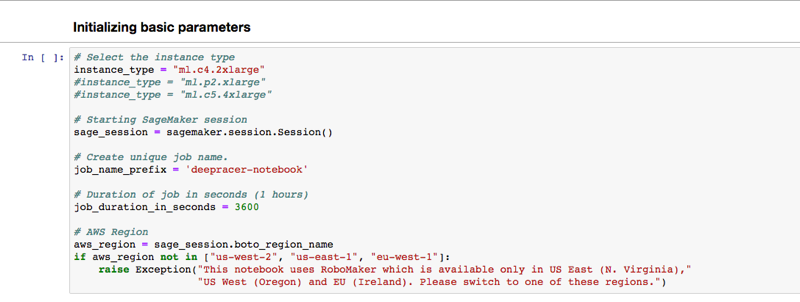 Initializing basic parameters
In [ ]:
# Select the instance type
instance_type = "ml.c4.2xlarge"
#instance_type = "ml.p2.xlarge"
#instance_type = "ml.c5.4xlarge"
# Starting SageMaker session
sage_session = sagemaker.session.Session()
# Create unique job name.
job_name_prefix = 'deepracer-notebook'
# Duration of job in seconds (1 hours)
job_duration_in_seconds = 3600
# AWS Region
aws_region = sage_session.boto_region_name
if aws_region not in ["us-west-2", "us-east-1", "eu-west-1"]:
    raise Exception("This notebook uses RoboMaker which is available only in US East (N. Virginia),"
                    "US West (Oregon) and EU (Ireland). Please switch to one of these regions.")